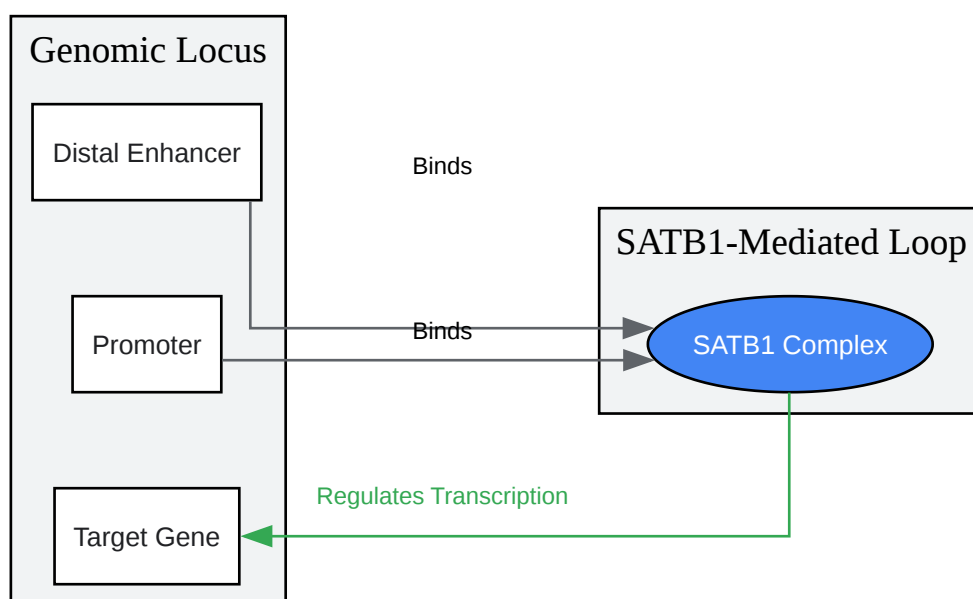 Genomic Locus
Distal Enhancer
Binds
SATB1-Mediated Loop
Promoter
Binds
SATB1 Complex
Regulates Transcription
Target Gene